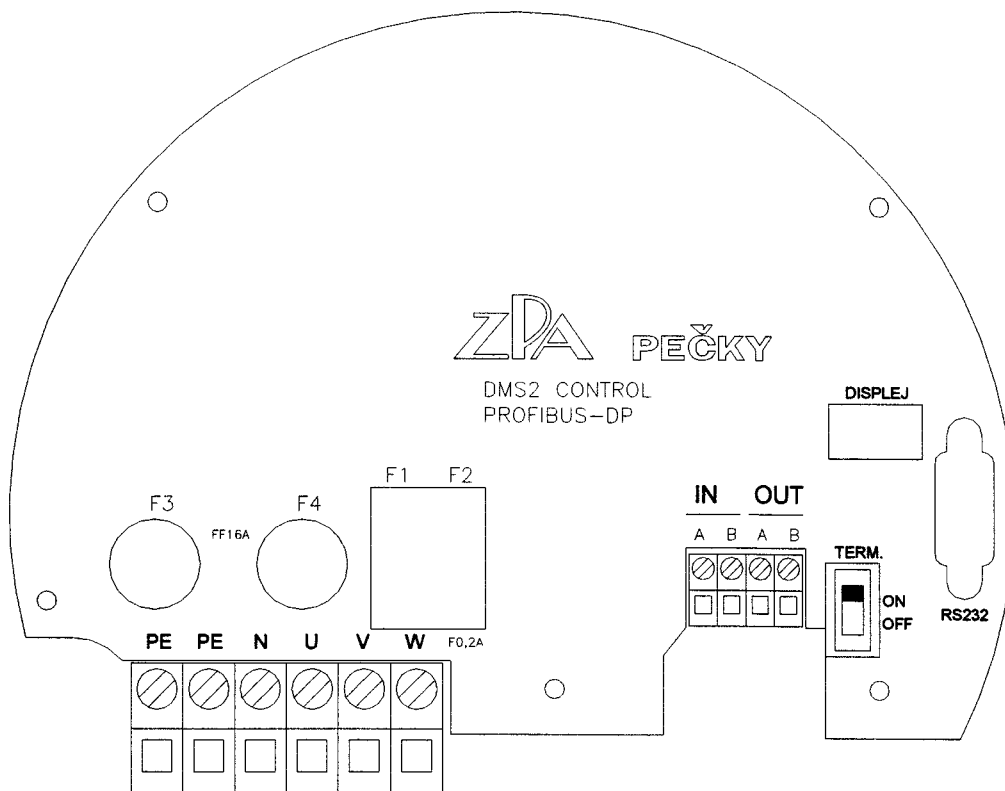 ZPA PEČKY
DMS2 CONTROL
PROFIBUS-DP
DISPLEJ
F1 F2
IN OUT
F3 F4
FF16A
A B A B
TERM.
ON
OFF
RS232
PE PE N U V W
F0,2A